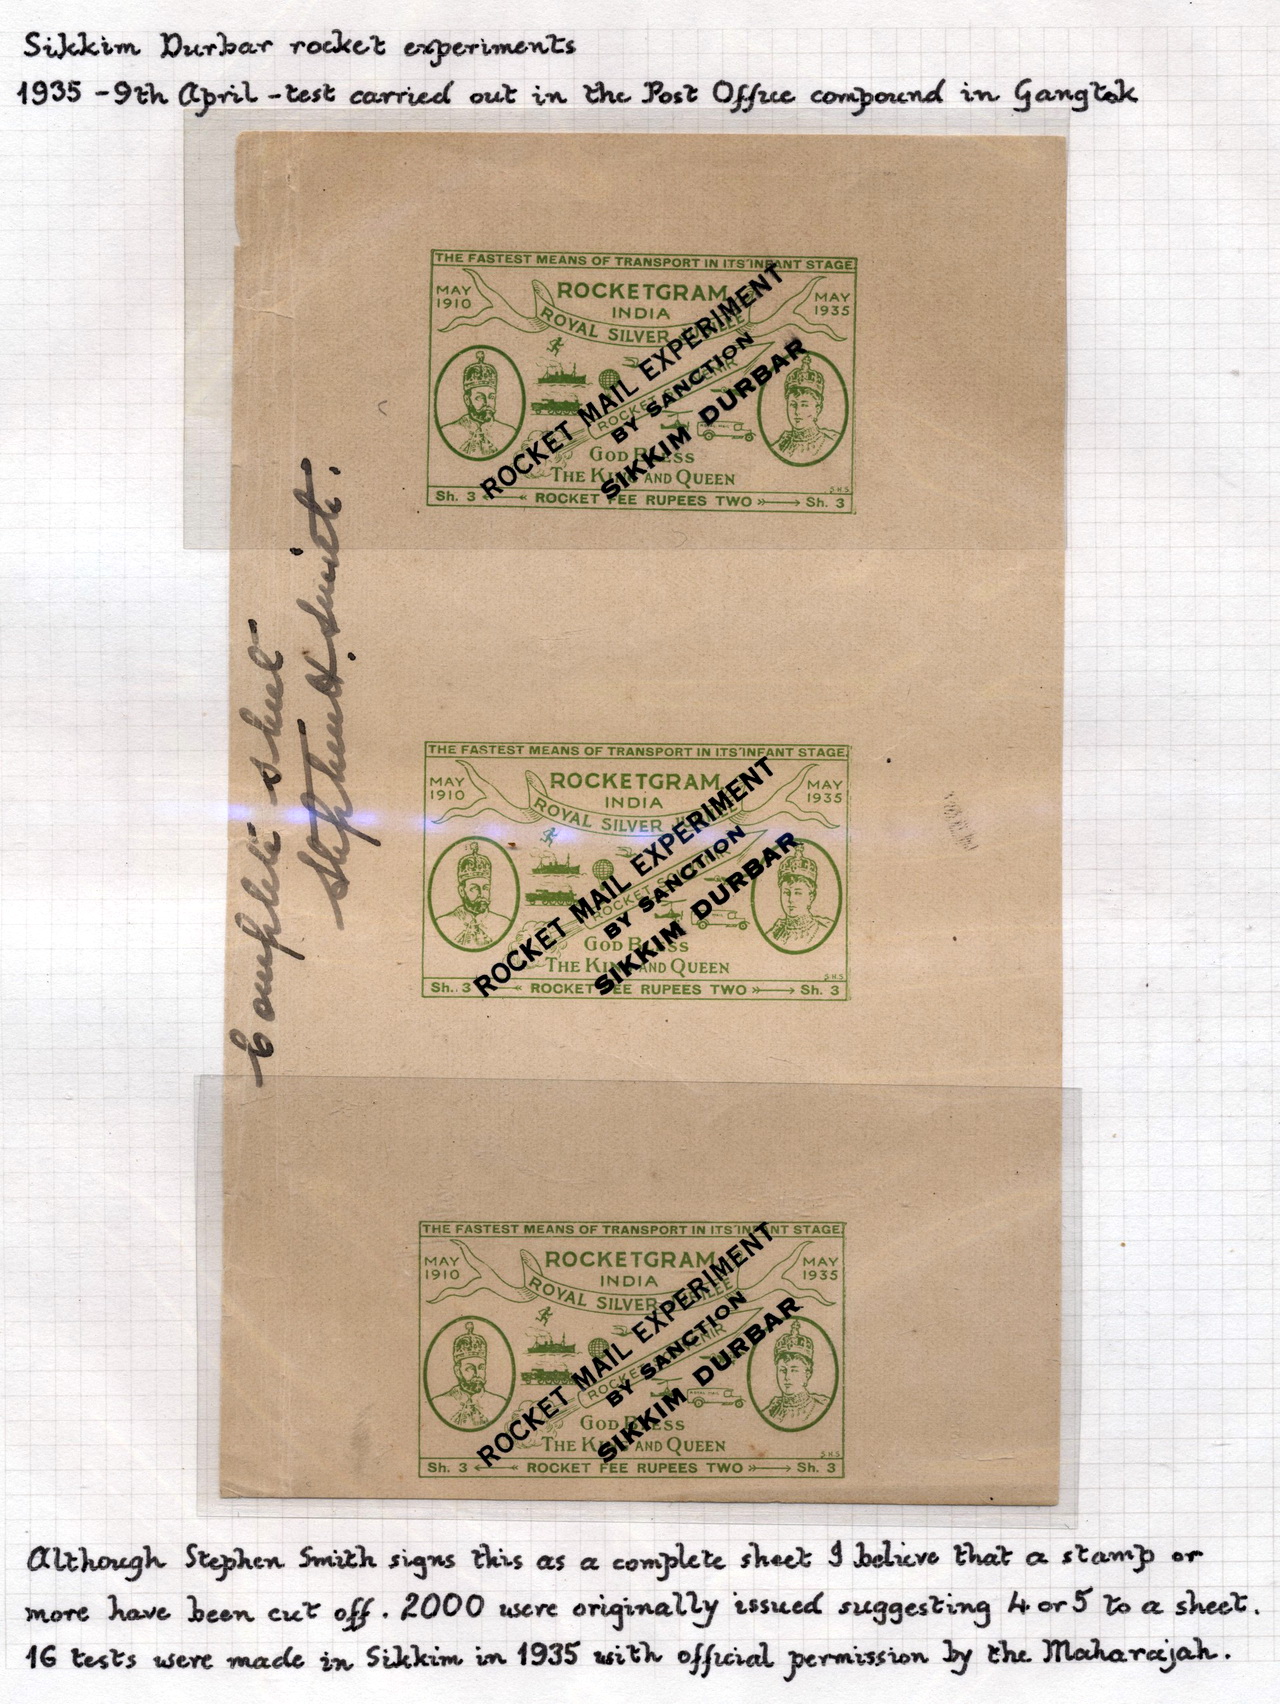 Sikkim Durbar rocket experiments
1935 - 9th April - test carried out in the Post Office compound in Gangtok
THE FASTEST MEANS OF TRANSPORT IN ITS INFANT STAGE
MAY 1910
ROCKETGRAM
MAY 1935
INDIA
ROYAL SILVER JUBILEE
ROCKET SOUVENIR
ROCKET MAIL EXPERIMENT
BY SANCTION
SIKKIM DURBAR
GOD BLESS
THE KING AND QUEEN
S.H.S
Sh. 3 ROCKET FEE RUPEES TWO Sh. 3
Complete sheet
Stephen H. Smith.
THE FASTEST MEANS OF TRANSPORT IN ITS INFANT STAGE
MAY 1910
ROCKETGRAM
MAY 1935
INDIA
ROYAL SILVER JUBILEE
ROCKET SOUVENIR
ROCKET MAIL EXPERIMENT
BY SANCTION
SIKKIM DURBAR
GOD BLESS
THE KING AND QUEEN
S.H.S
Sh. 3 ROCKET FEE RUPEES TWO Sh. 3
THE FASTEST MEANS OF TRANSPORT IN ITS INFANT STAGE
MAY 1910
ROCKETGRAM
MAY 1935
INDIA
ROYAL SILVER JUBILEE
ROCKET SOUVENIR
ROCKET MAIL EXPERIMENT
BY SANCTION
SIKKIM DURBAR
GOD BLESS
THE KING AND QUEEN
S.H.S
Sh. 3 ROCKET FEE RUPEES TWO Sh. 3
Although Stephen Smith signs this as a complete sheet I believe that a stamp or
more have been cut off. 2000 were originally issued suggesting 4 or 5 to a sheet.
16 tests were made in Sikkim in 1935 with official permission by the Maharajah.